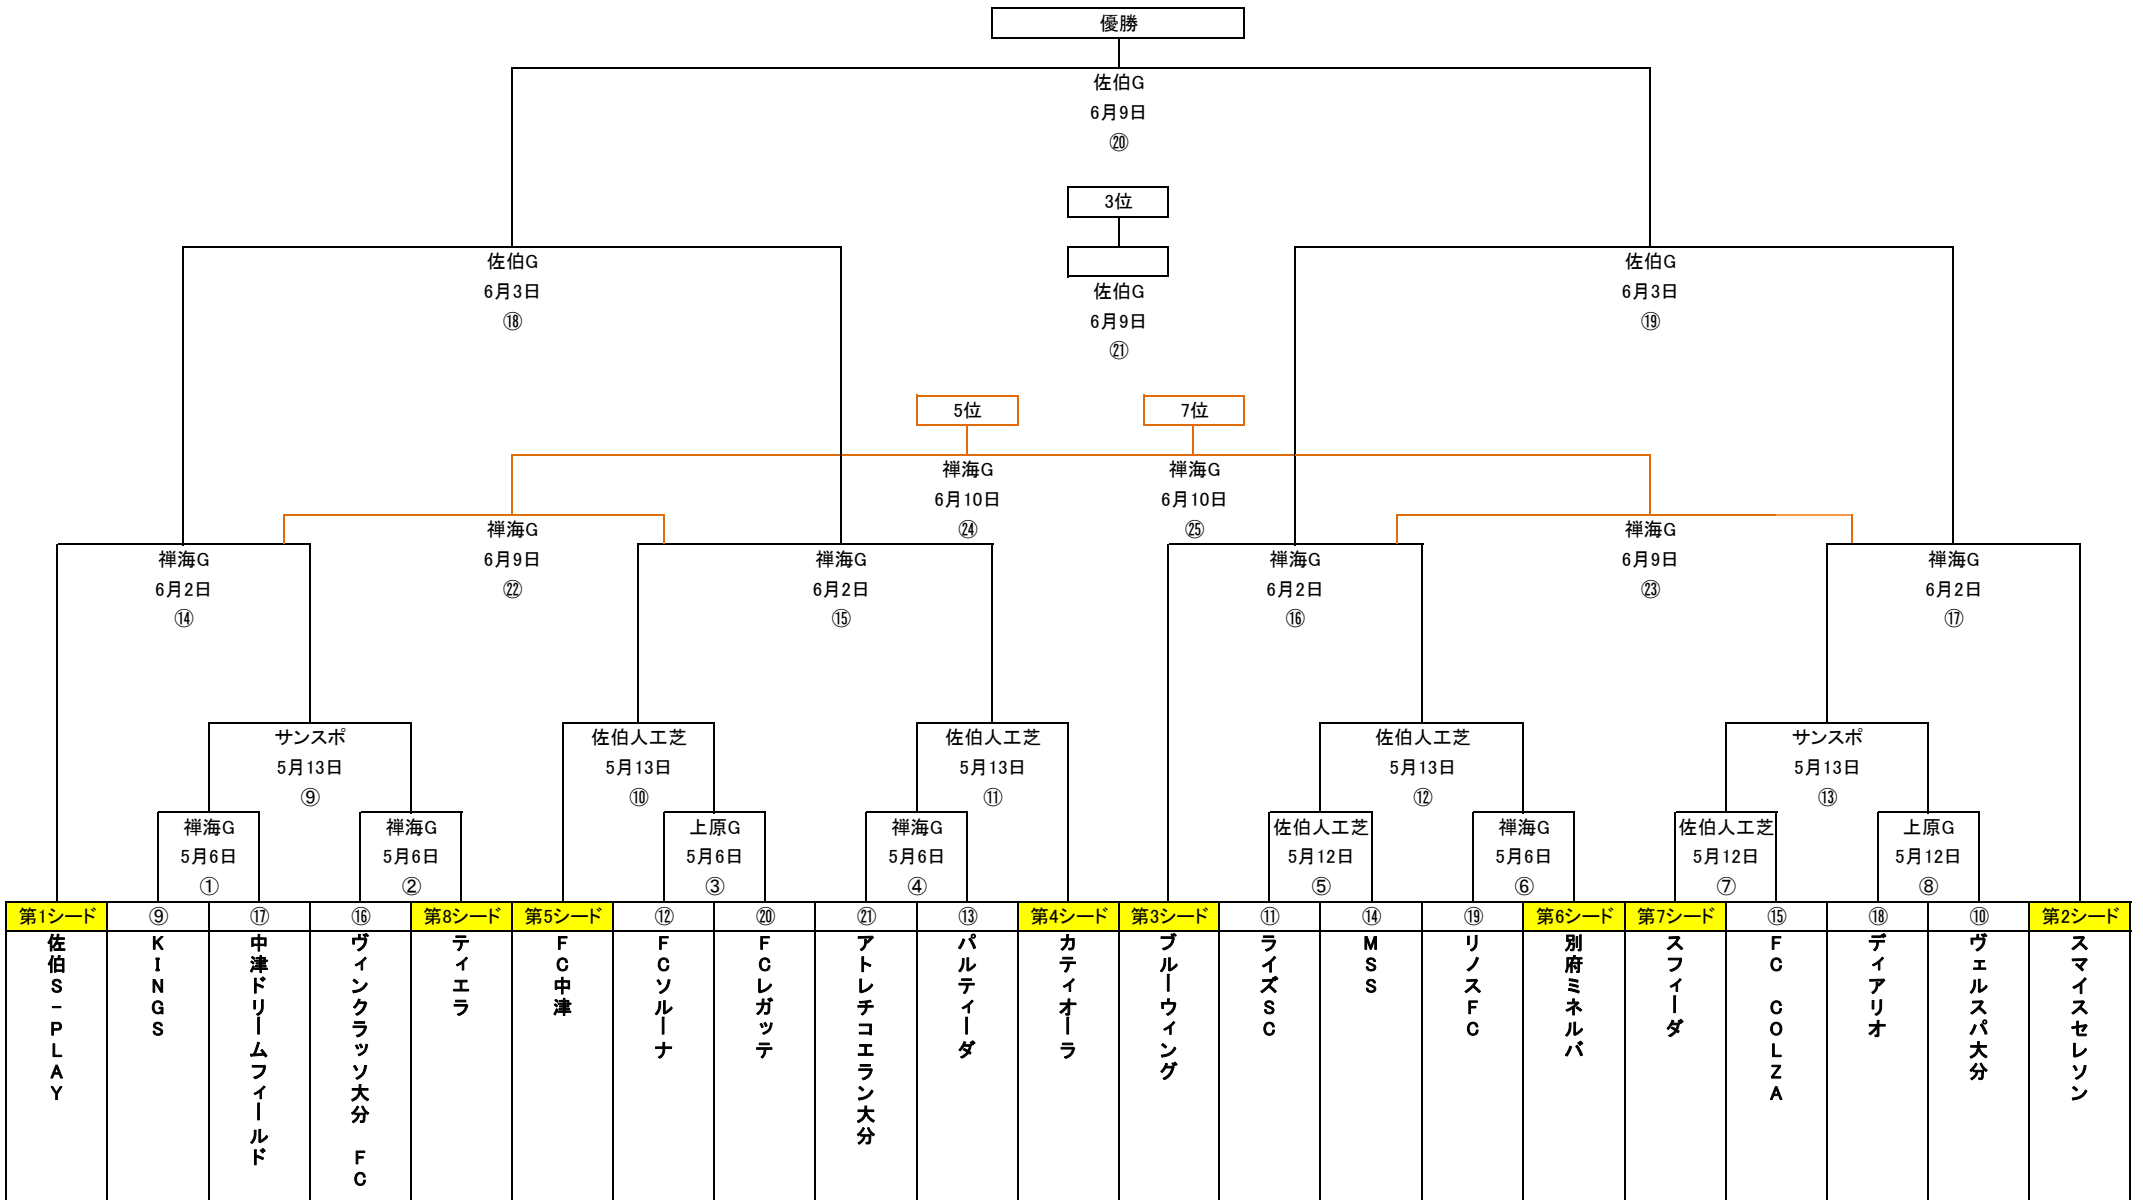 優勝
佐伯G
6月9日
⑳
3位
佐伯G
6月3日
⑱
佐伯G
6月9日
㉑
佐伯G
6月3日
⑲
5位
7位
禅海G
6月10日
㉔
禅海G
6月10日
㉕
禅海G
6月9日
㉒
禅海G
6月9日
㉓
禅海G
6月2日
⑭
禅海G
6月2日
⑮
禅海G
6月2日
⑯
禅海G
6月2日
⑰
サンスポ
5月13日
⑨
佐伯人工芝
5月13日
⑩
佐伯人工芝
5月13日
⑪
佐伯人工芝
5月13日
⑫
サンスポ
5月13日
⑬
禅海G
5月6日
①
禅海G
5月6日
②
上原G
5月6日
③
禅海G
5月6日
④
佐伯人工芝
5月12日
⑤
禅海G
5月6日
⑥
佐伯人工芝
5月12日
⑦
上原G
5月12日
⑧
第1シード
佐伯S-PLAY
⑨
KINGS
⑰
中津ドリームフィールド
⑯
ヴィンクラッソ大分 FC
第8シード
ティエラ
第5シード
FC中津
⑫
FCソルーナ
⑳
FCレガッテ
㉑
アトレチコエラン大分
⑬
パルティーダ
第4シード
カティオーラ
第3シード
ブルーウィング
⑪
ライズSC
⑭
MSS
⑲
リノスFC
第6シード
別府ミネルバ
第7シード
スフィーダ
⑮
FC COLZA
⑱
ディアリオ
⑩
ヴェルスパ大分
第2シード
スマイスセレソン